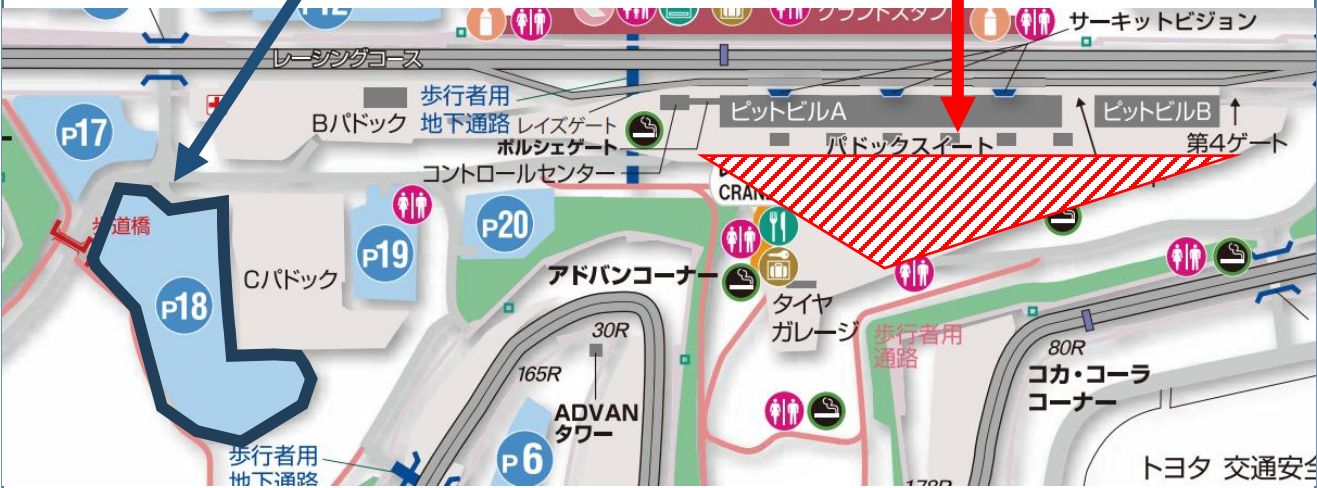 P12
グランドスタンド
サーキットビジョン
レーシングコース
P17
Bパドック
歩行者用
地下通路
レイズゲート
ポルシェゲート
コントロールセンター
ピットビルA
パドックスイート
ピットビルB
第4ゲート
CRAN
歩道橋
P18
Cパドック
P19
P20
アドバンコーナー
タイヤ
ガレージ
歩行者用
通路
30R
165R
ADVAN
タワー
80R
コカ・コーラ
コーナー
歩行者用
地下通路
P6
178R
トヨタ 交通安全